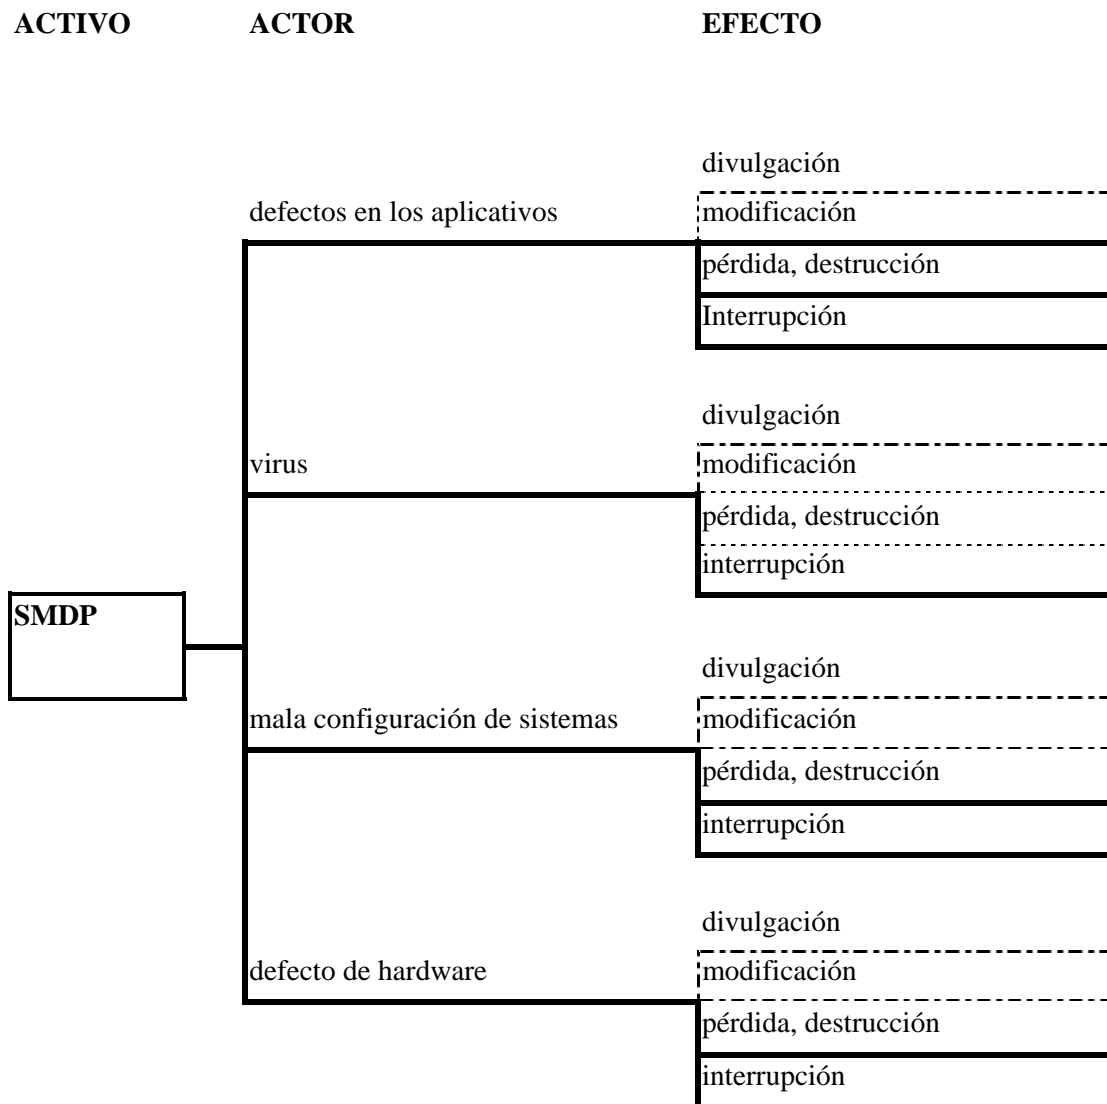 ACTIVO ACTOR EFECTO
divulgación
defectos en los aplicativos modificación
pérdida, destrucción
Interrupción
divulgación
virus modificación
pérdida, destrucción
interrupción
SMDP
divulgación
mala configuración de sistemas modificación
pérdida, destrucción
interrupción
divulgación
defecto de hardware modificación
pérdida, destrucción
interrupción